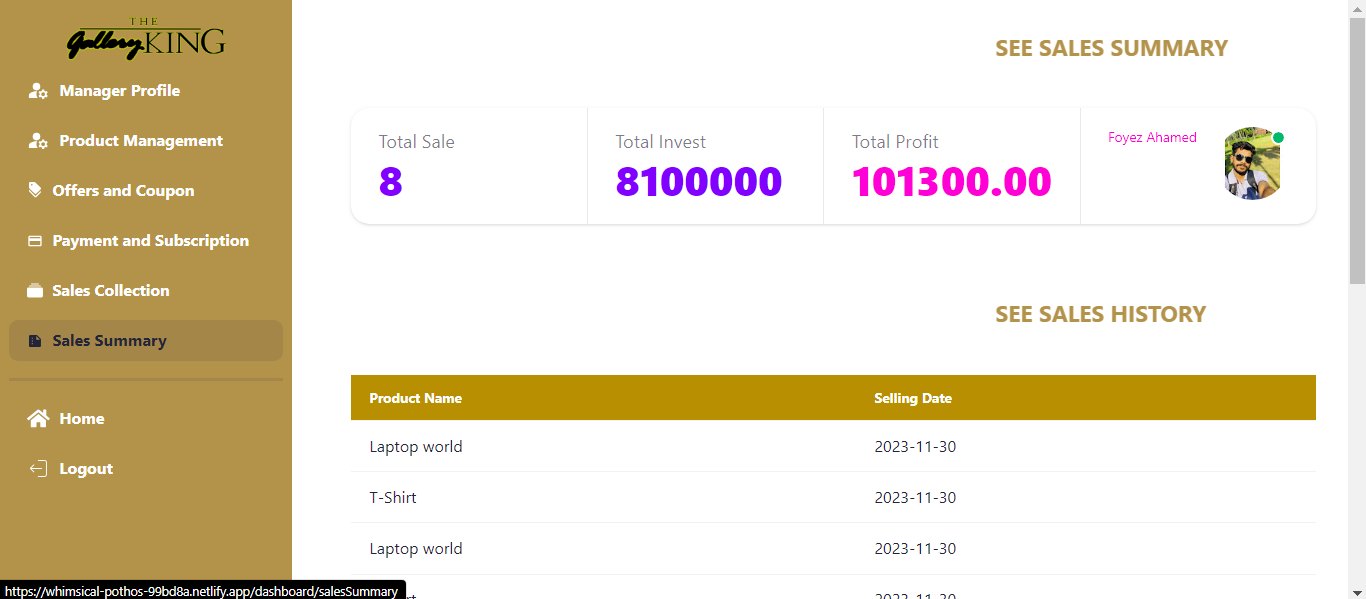 THE
Gallery KING
Manager Profile
Product Management
Offers and Coupon
Payment and Subscription
Sales Collection
Sales Summary
Home
Logout
SEE SALES SUMMARY
Total Sale
8
Total Invest
8100000
Total Profit
101300.00
Foyez Ahamed
SEE SALES HISTORY
Product Name Selling Date
Laptop world 2023-11-30
T-Shirt 2023-11-30
Laptop world 2023-11-30
2023-11-30
https://whimsical-pothos-99bd8a.netlify.app/dashboard/salesSummary